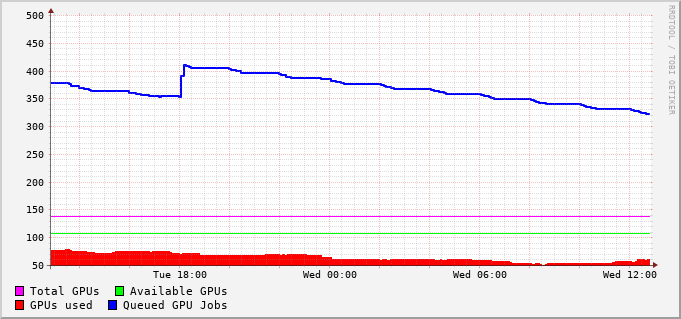 500
450
400
350
300
250
200
150
100
50
Tue 18:00 Wed 00:00 Wed 06:00 Wed 12:00
Total GPUs Available GPUs
GPUs used Queued GPU Jobs
RRDTOOL / TOBI OETIKER